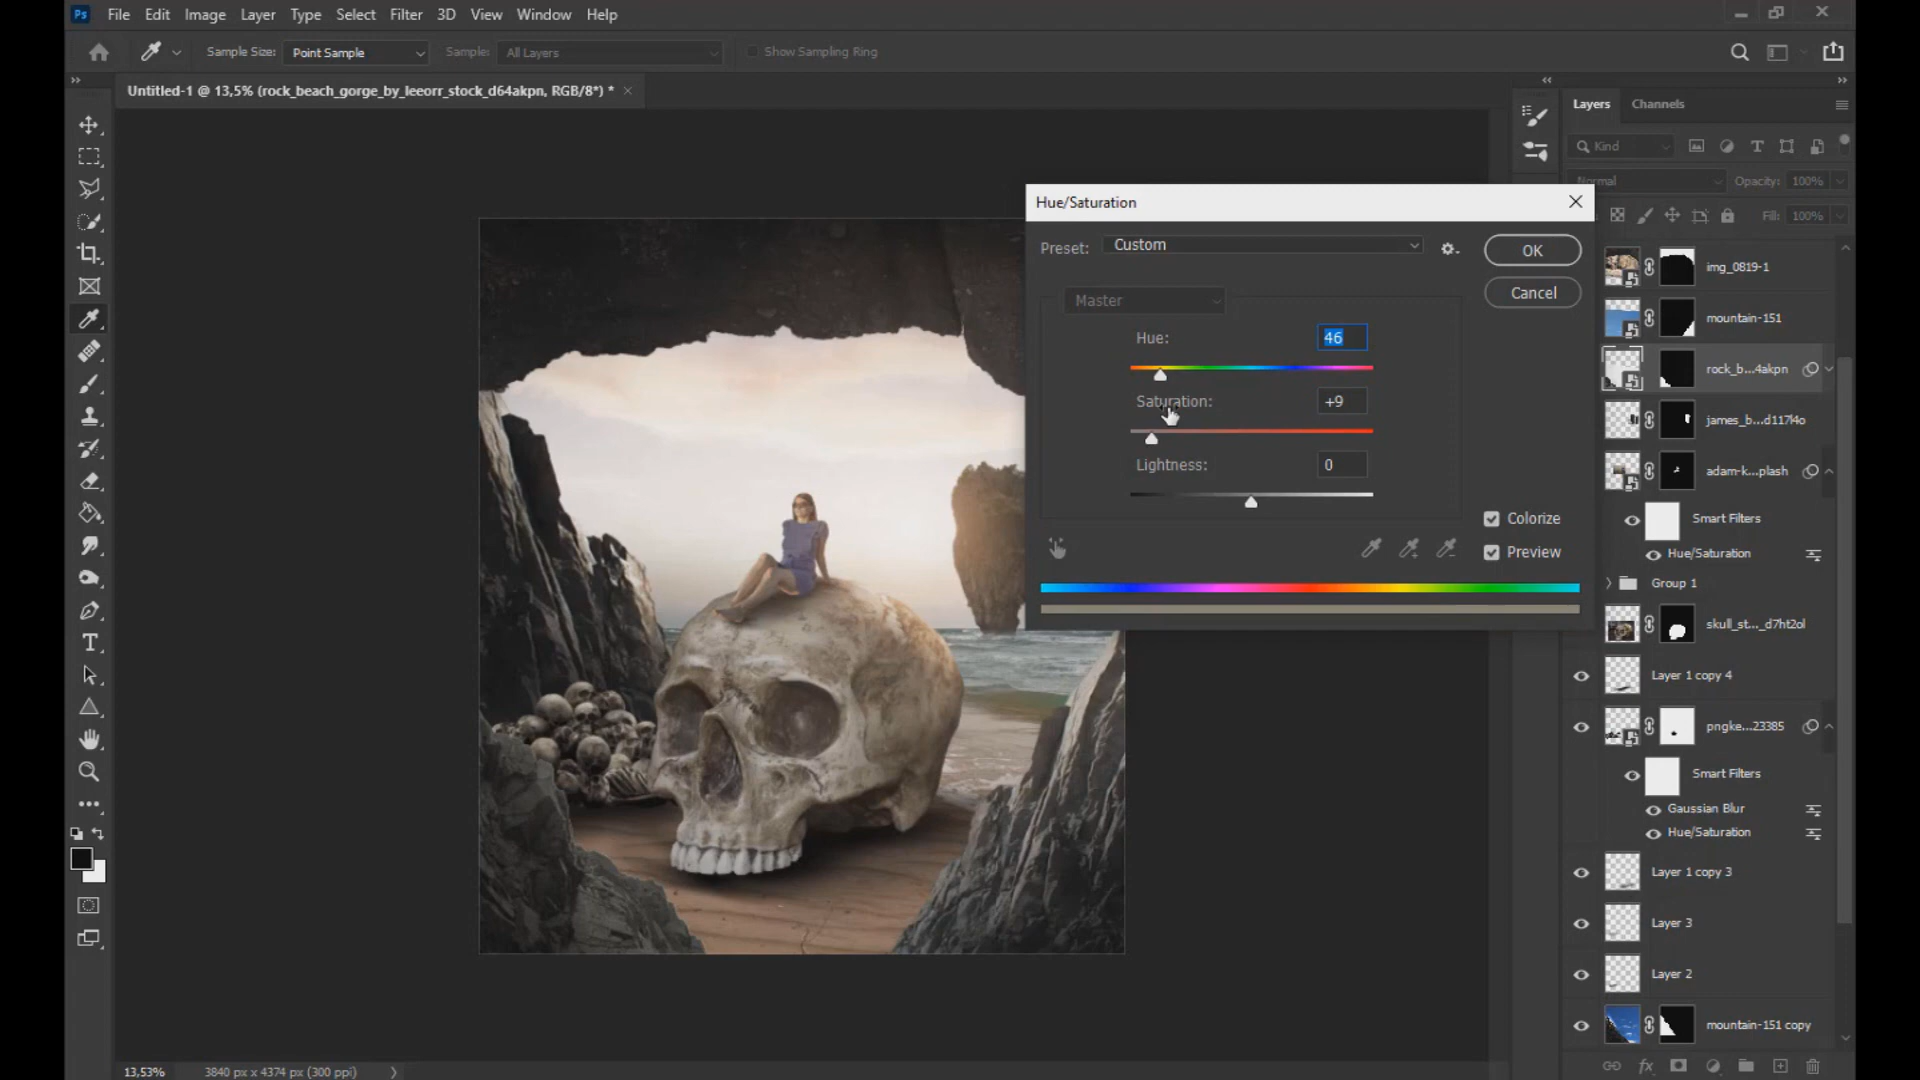 Ps File Edit Image Layer Type Select Filter 3D View Window Help
Sample Size: Point Sample Sample: All Layers Show Sampling Ring
Untitled-1 @ 13,5% (rock_beach_gorge_by_leeorr_stock_d64akpn, RGB/8*) *
Layers Channels
Kind
Normal Opacity: 100%
Fill: 100%
Hue/Saturation
Preset: Custom
OK
Cancel
Master
Hue: 46
Saturation: +9
Lightness: 0
Colorize
Preview
img_0819-1
mountain-151
rock_b...4akpn
james_b...d117l4o
adam-k...plash
Smart Filters
Hue/Saturation
Group 1
skull_st..._d7ht2ol
Layer 1 copy 4
pngke...23385
Smart Filters
Gaussian Blur
Hue/Saturation
Layer 1 copy 3
Layer 3
Layer 2
mountain-151 copy
fx
13,53% 3840 px x 4374 px (300 ppi)